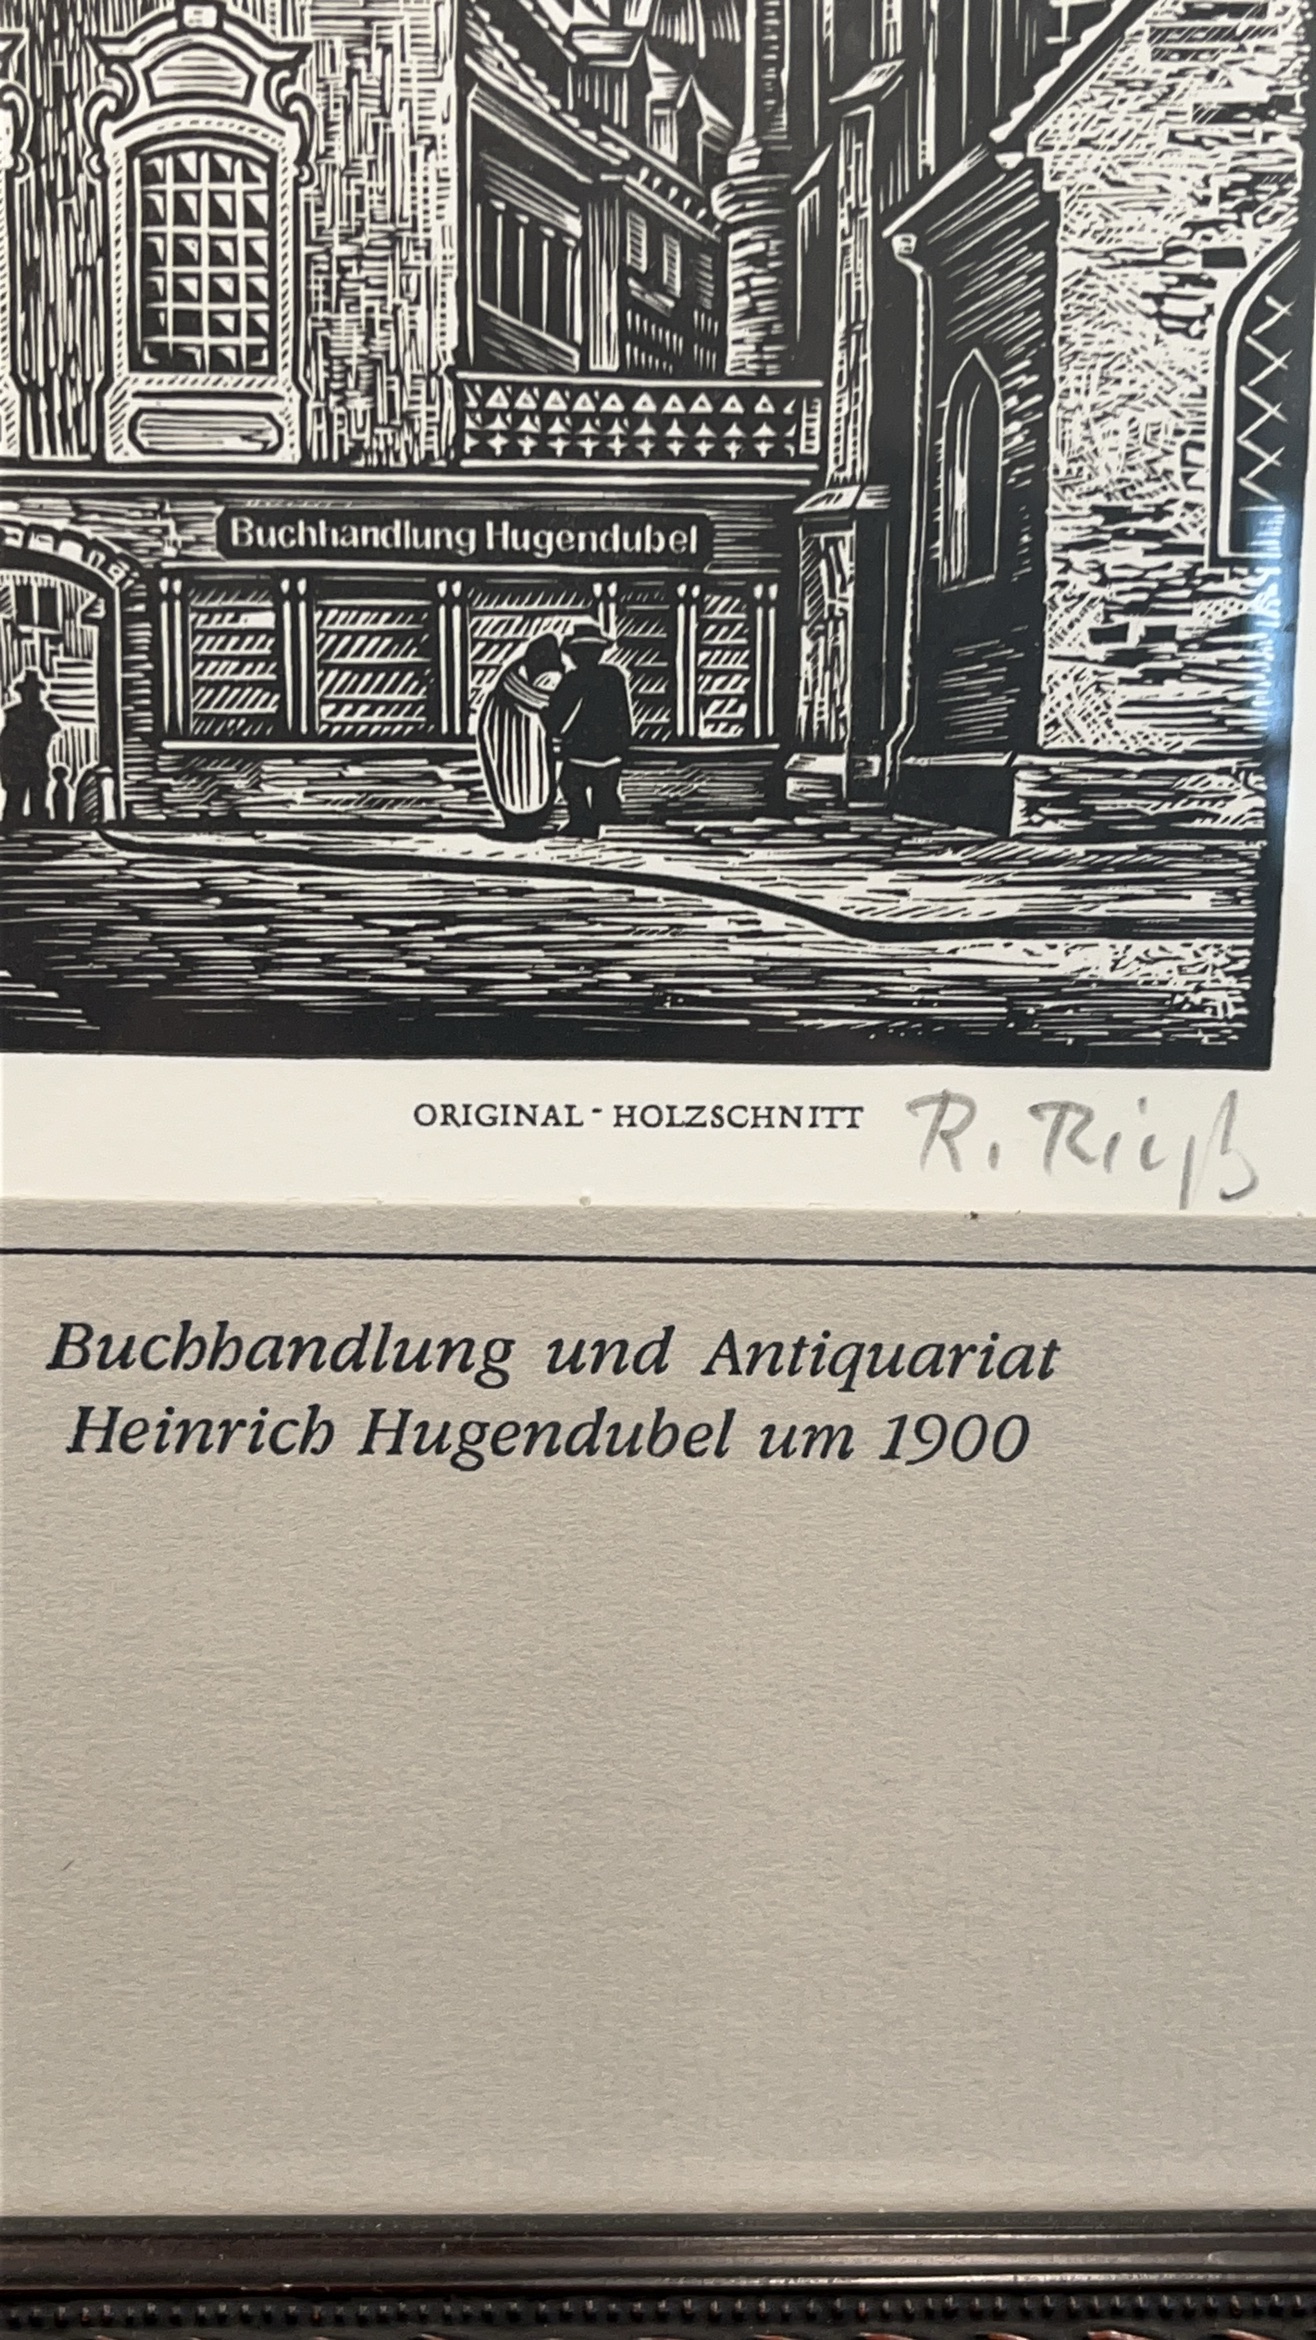 Buchhandlung Hugendubel
ORIGINAL - HOLZSCHNITT R. Rieß
Buchhandlung und Antiquariat
Heinrich Hugendubel um 1900